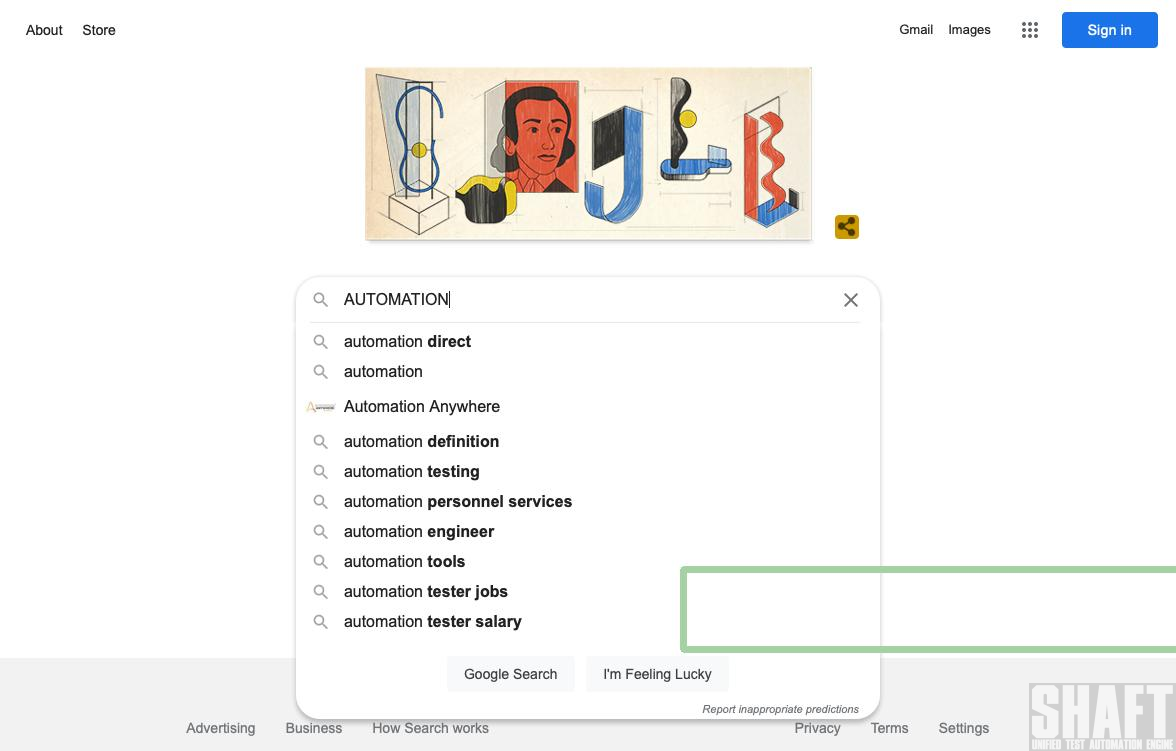 About Store Gmail Images Sign in
AUTOMATION
automation direct
automation
Automation Anywhere
automation definition
automation testing
automation personnel services
automation engineer
automation tools
automation tester jobs
automation tester salary
Google Search I'm Feeling Lucky
Report inappropriate predictions
Advertising Business How Search works Privacy Terms Settings
SHAFT
UNIFIED TEST AUTOMATION ENGINE